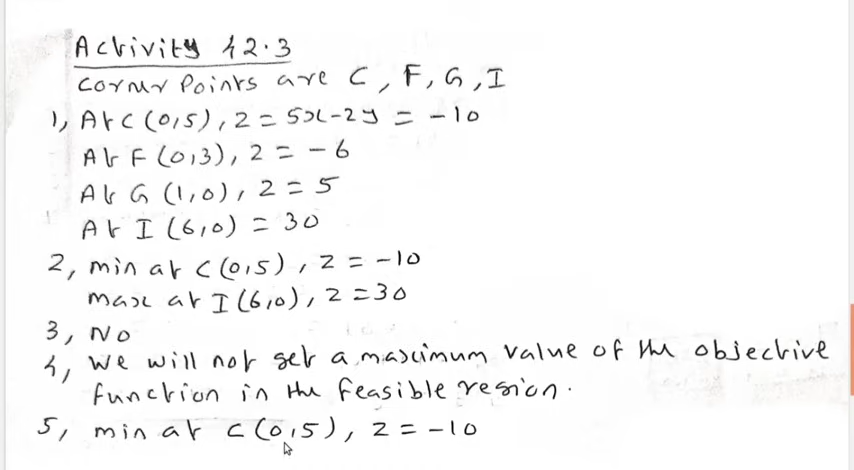 Activity 12.3
Corner Points are C, F, G, I
1, At C (0,5), Z = 5x-2y = -10
At F (0,3), Z = -6
At G (1,0), Z = 5
At I (6,0) = 30
2, min at C (0,5), Z = -10
max at I (6,0), Z = 30
3, No
4, We will not get a maximum value of the objective
function in the feasible region.
5, min at C (0,5), Z = -10